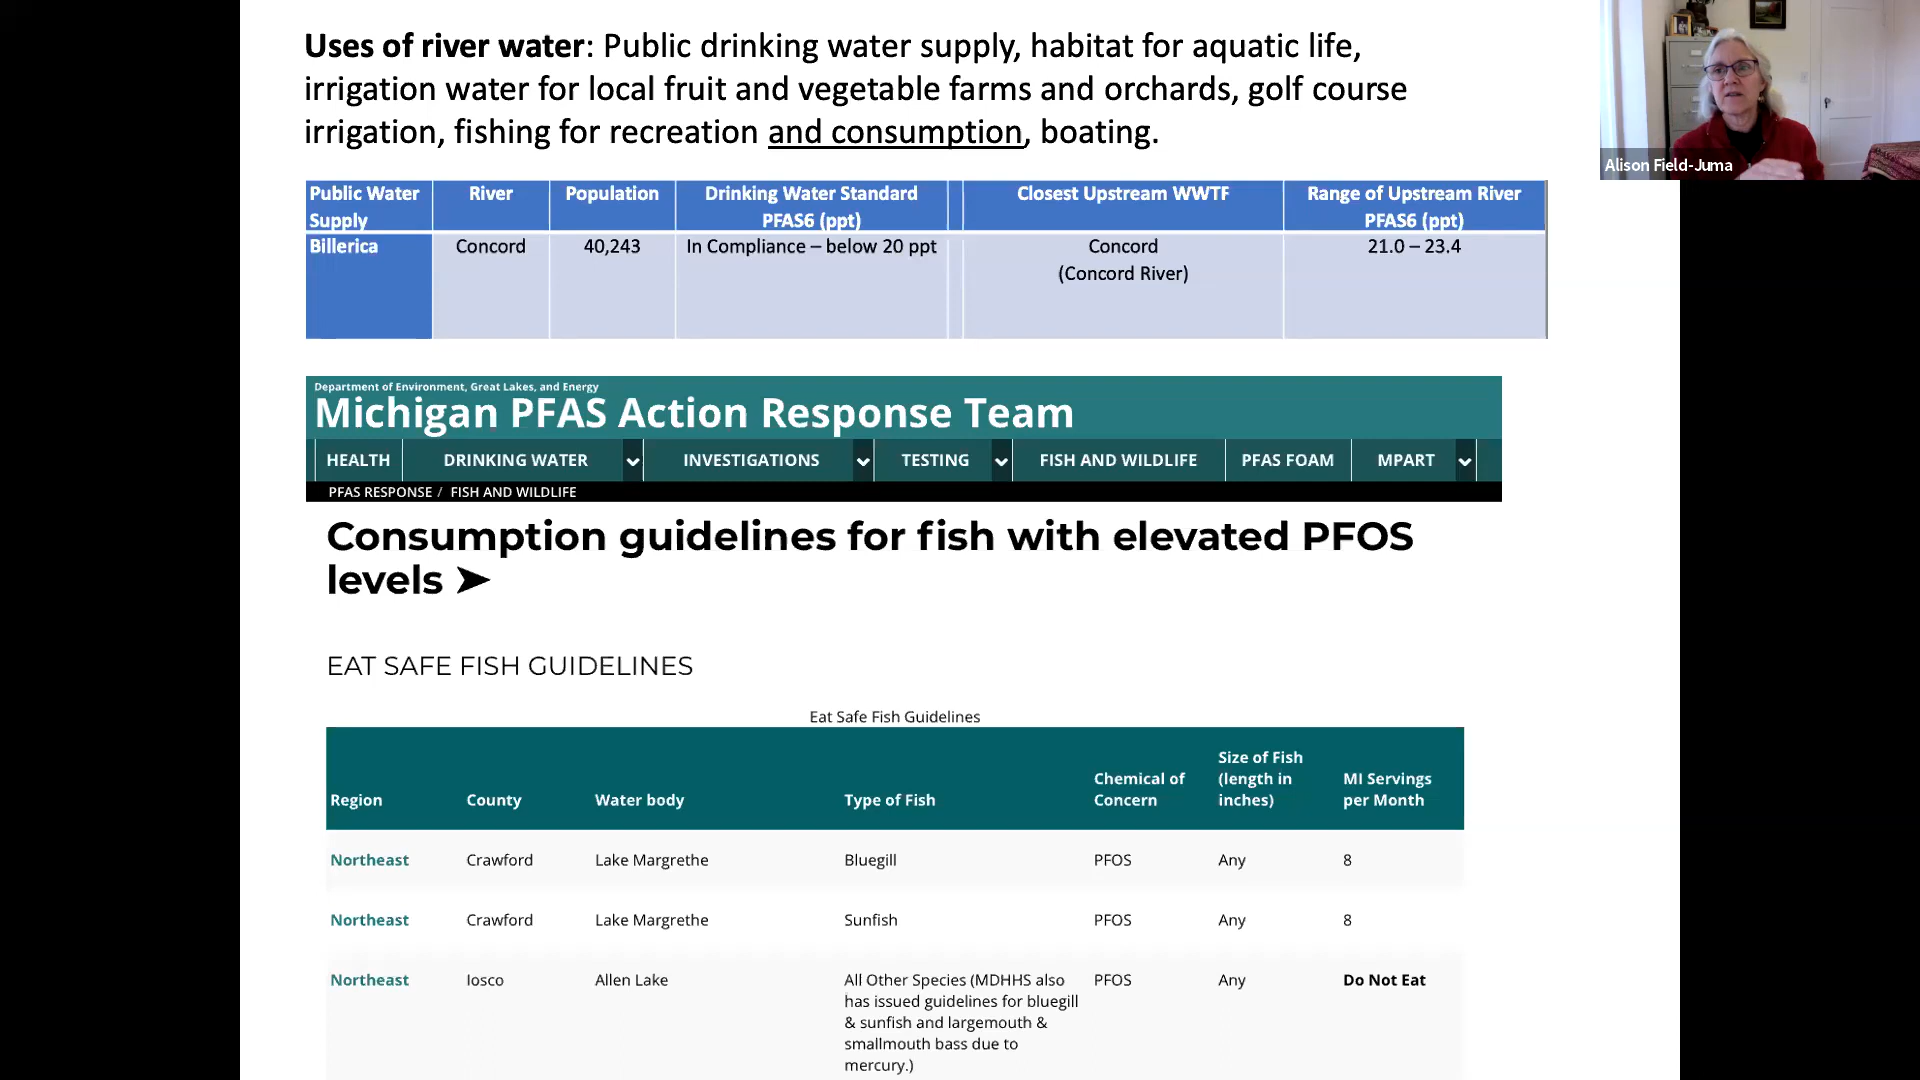 Uses of river water: Public drinking water supply, habitat for aquatic life,
irrigation water for local fruit and vegetable farms and orchards, golf course
irrigation, fishing for recreation and consumption, boating.
Alison Field-Juma
Public Water Supply River Population Drinking Water Standard PFAS6 (ppt) Closest Upstream WWTF Range of Upstream River PFAS6 (ppt)
Billerica Concord 40,243 In Compliance – below 20 ppt Concord (Concord River) 21.0 – 23.4
Department of Environment, Great Lakes, and Energy
Michigan PFAS Action Response Team
HEALTH DRINKING WATER INVESTIGATIONS TESTING FISH AND WILDLIFE PFAS FOAM MPART
PFAS RESPONSE / FISH AND WILDLIFE
Consumption guidelines for fish with elevated PFOS
levels ➤
EAT SAFE FISH GUIDELINES
Eat Safe Fish Guidelines
Region County Water body Type of Fish Chemical of Concern Size of Fish (length in inches) MI Servings per Month
Northeast Crawford Lake Margrethe Bluegill PFOS Any 8
Northeast Crawford Lake Margrethe Sunfish PFOS Any 8
Northeast Iosco Allen Lake All Other Species (MDHHS also PFOS Any Do Not Eat
has issued guidelines for bluegill
& sunfish and largemouth &
smallmouth bass due to
mercury.)